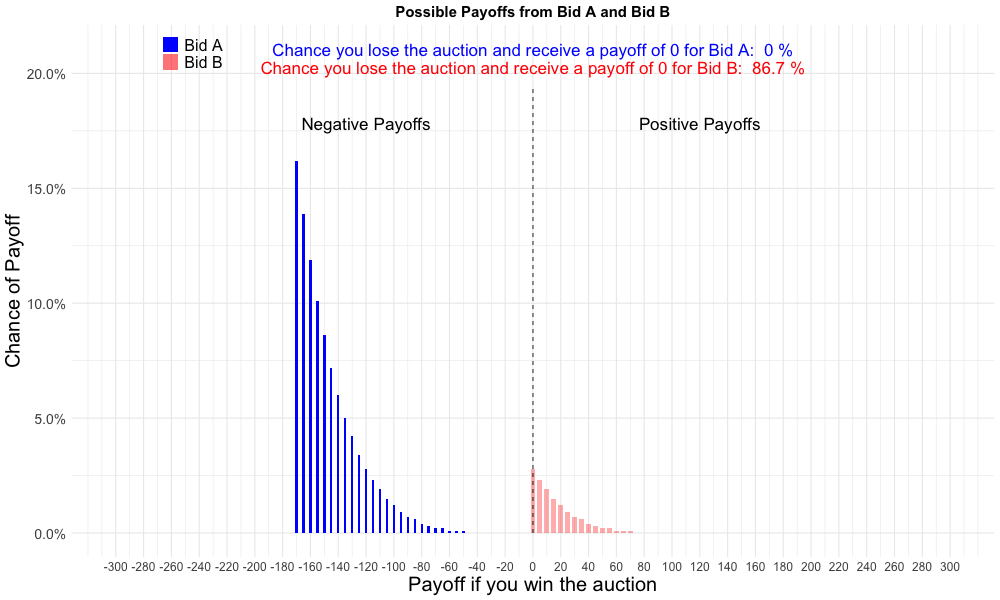 Possible Payoffs from Bid A and Bid B
Bid A
Bid B
Chance you lose the auction and receive a payoff of 0 for Bid A:  0 %
Chance you lose the auction and receive a payoff of 0 for Bid B:  86.7 %
Negative Payoffs
Positive Payoffs
Chance of Payoff
20.0%
15.0%
10.0%
5.0%
0.0%
-300 -280 -260 -240 -220 -200 -180 -160 -140 -120 -100 -80 -60 -40 -20 0 20 40 60 80 100 120 140 160 180 200 220 240 260 280 300
Payoff if you win the auction